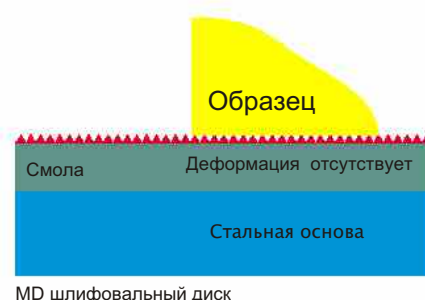 Образец
Смола Деформация отсутствует
Стальная основа
MD шлифовальный диск